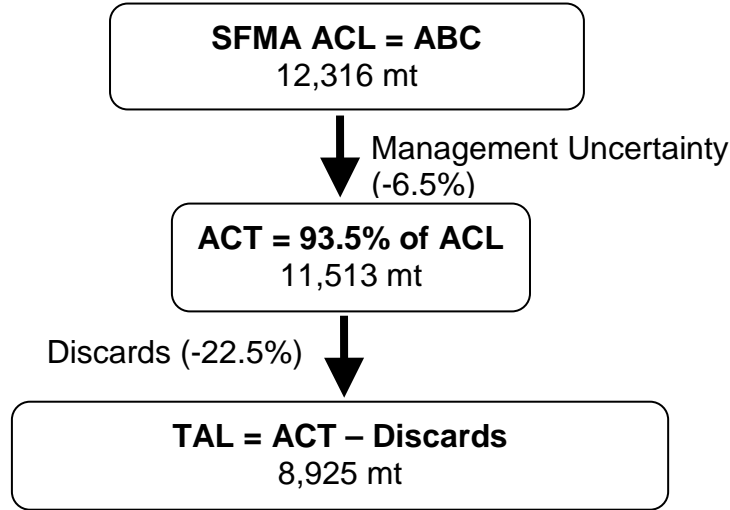 SFMA ACL = ABC
12,316 mt
Management Uncertainty
(-6.5%)
ACT = 93.5% of ACL
11,513 mt
Discards (-22.5%)
TAL = ACT – Discards
8,925 mt